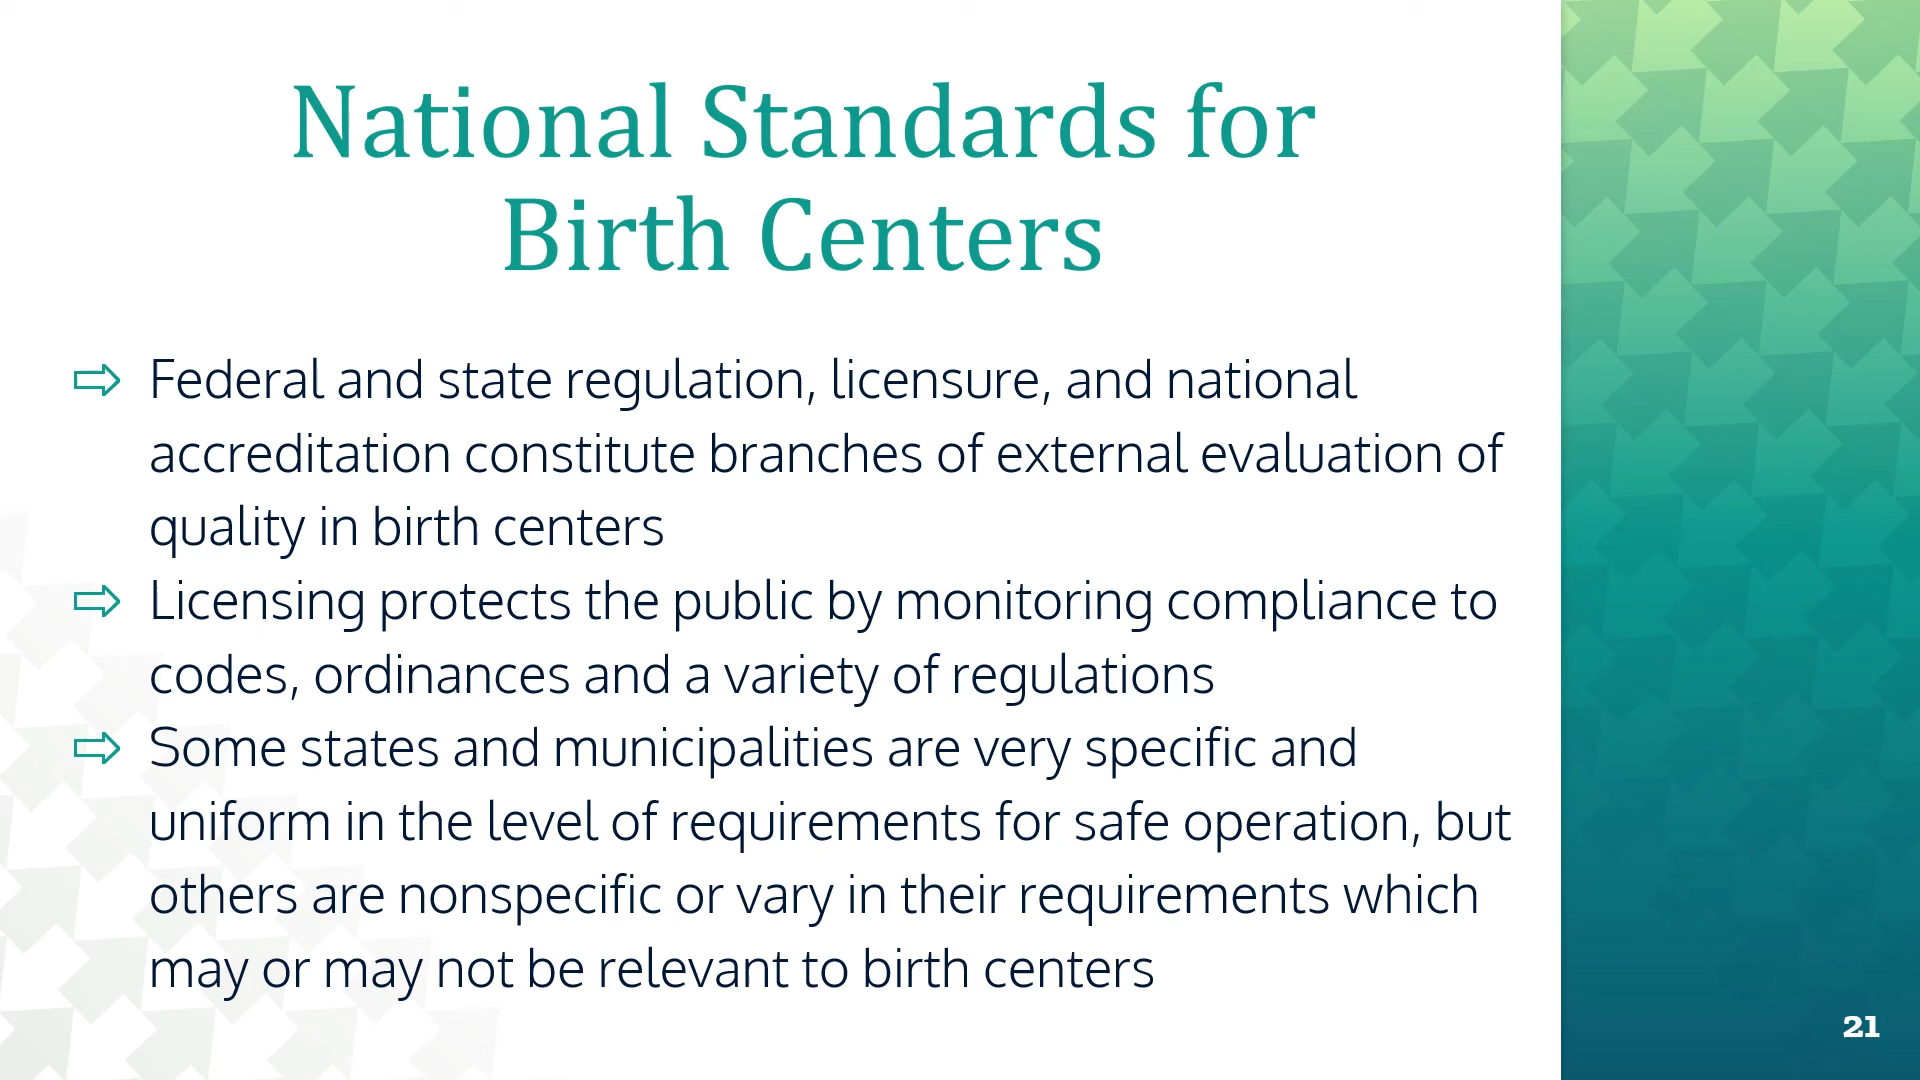 National Standards for
Birth Centers
⇨ Federal and state regulation, licensure, and national
accreditation constitute branches of external evaluation of
quality in birth centers
⇨ Licensing protects the public by monitoring compliance to
codes, ordinances and a variety of regulations
⇨ Some states and municipalities are very specific and
uniform in the level of requirements for safe operation, but
others are nonspecific or vary in their requirements which
may or may not be relevant to birth centers
21